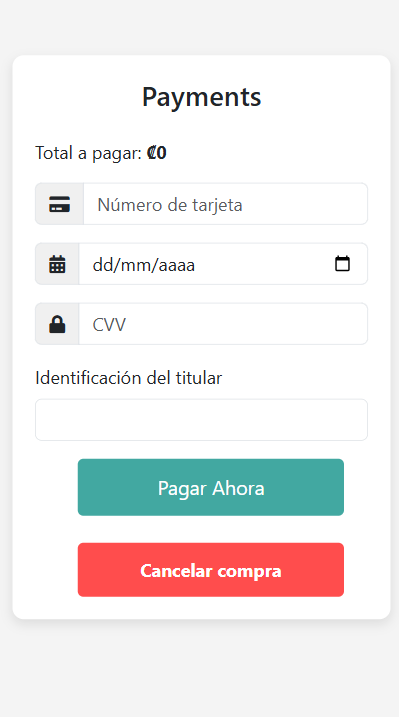 Payments
Total a pagar: ₡0
Número de tarjeta
dd/mm/aaaa
CVV
Identificación del titular
Pagar Ahora
Cancelar compra